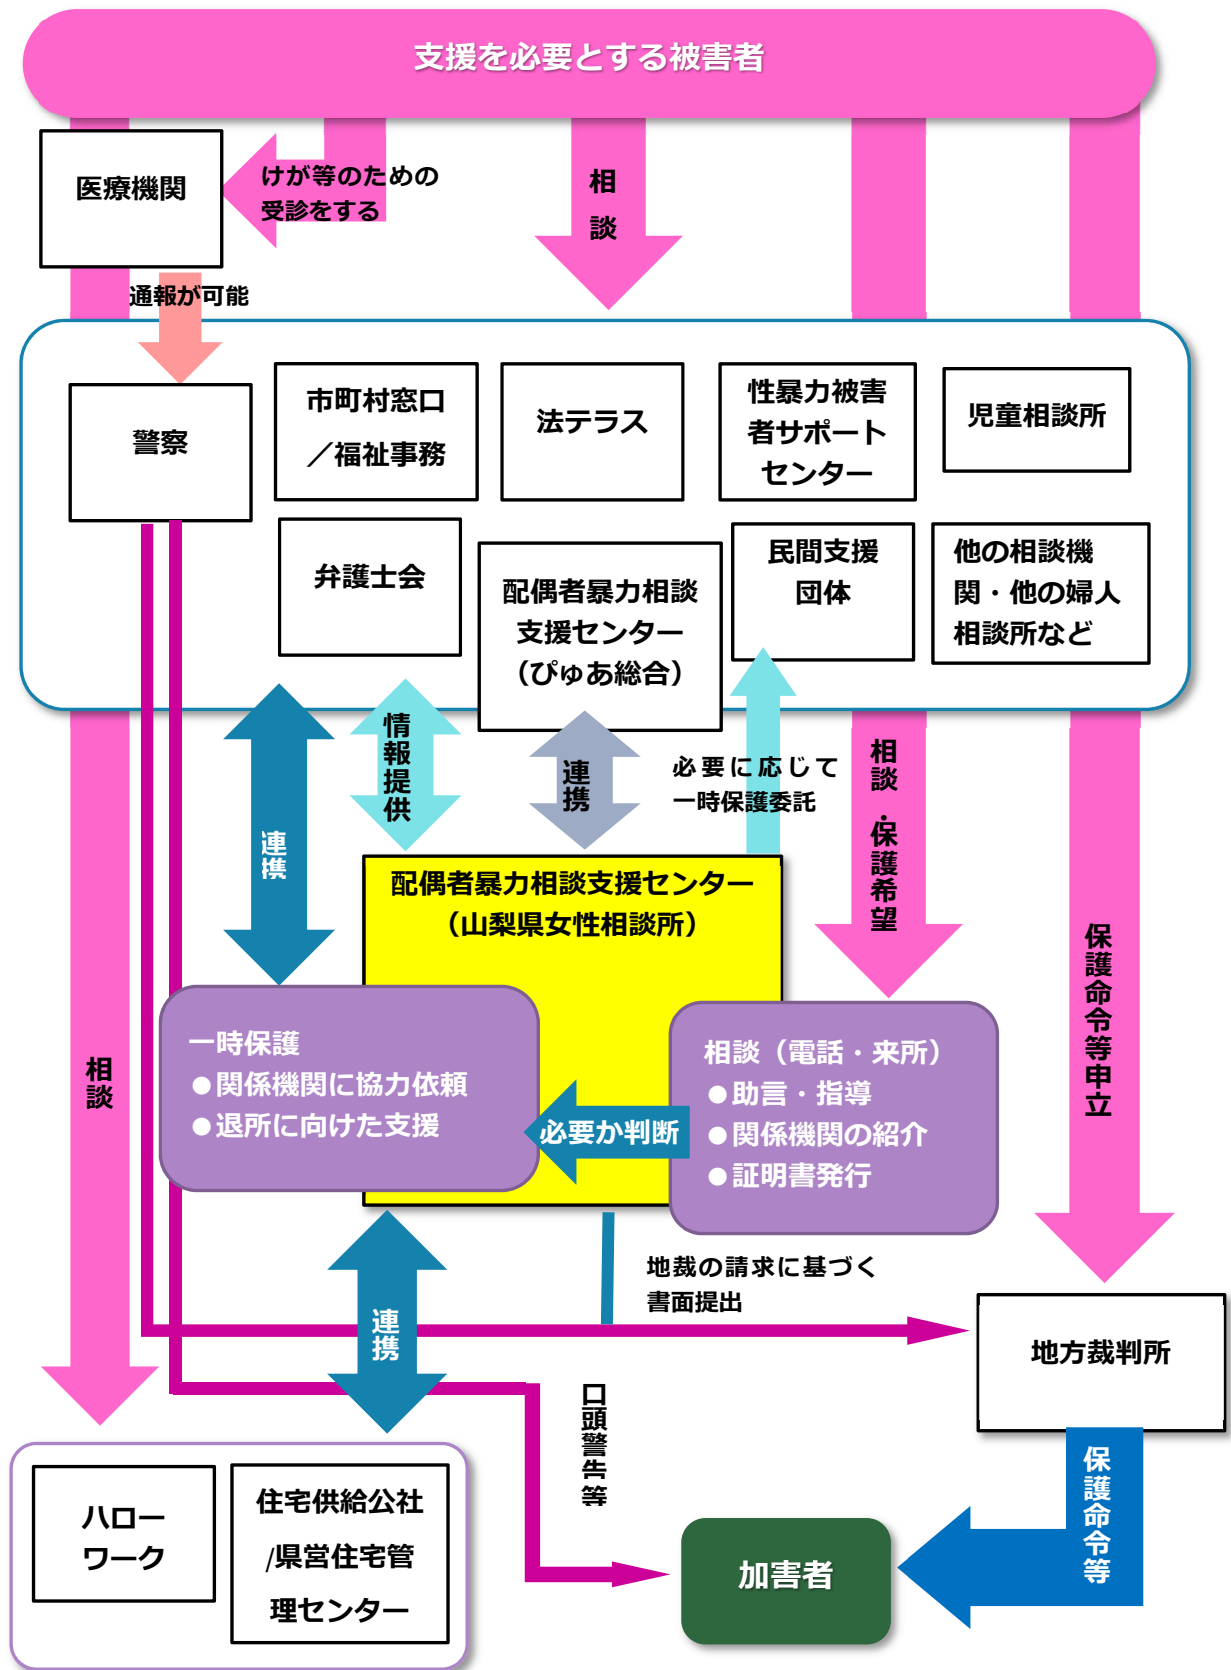 支援を必要とする被害者
医療機関
けが等のための
受診をする
相談
通報が可能
警察
市町村窓口
／福祉事務
法テラス
性暴力被害
者サポート
センター
児童相談所
弁護士会
配偶者暴力相談
支援センター
（ぴゅあ総合）
民間支援
団体
他の相談機
関・他の婦人
相談所など
連携
情報提供
連携
必要に応じて
一時保護委託
相談・保護希望
配偶者暴力相談支援センター
（山梨県女性相談所）
保護命令等申立
相談
一時保護
●関係機関に協力依頼
●退所に向けた支援
必要か判断
相談（電話・来所）
●助言・指導
●関係機関の紹介
●証明書発行
地裁の請求に基づく
書面提出
連携
地方裁判所
口頭警告等
保護命令等
ハロー
ワーク
住宅供給公社
/県営住宅管
理センター
加害者